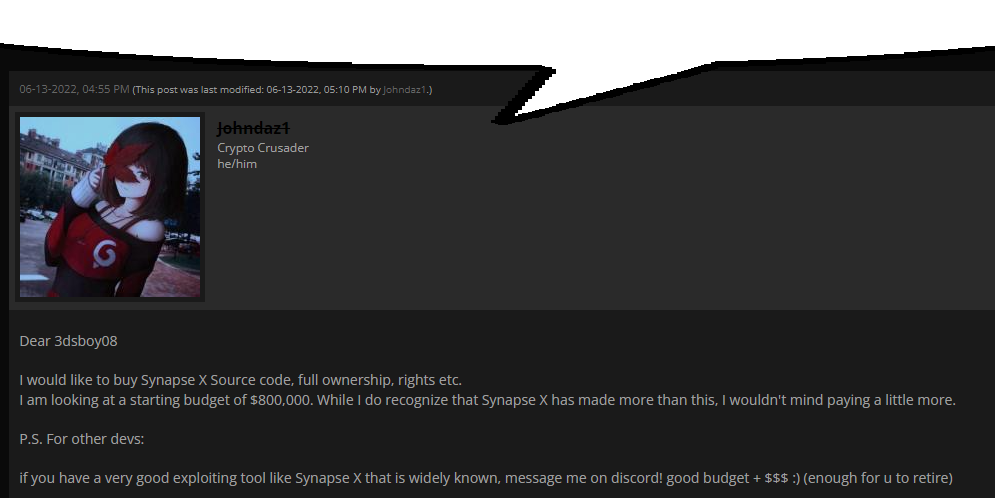 06-13-2022, 04:55 PM (This post was last modified: 06-13-2022, 05:10 PM by Johndaz1.)
Johndaz1
Crypto Crusader
he/him
Dear 3dsboy08
I would like to buy Synapse X Source code, full ownership, rights etc.
I am looking at a starting budget of $800,000. While I do recognize that Synapse X has made more than this, I wouldn't mind paying a little more.
P.S. For other devs:
if you have a very good exploiting tool like Synapse X that is widely known, message me on discord! good budget + $$$ :) (enough for u to retire)